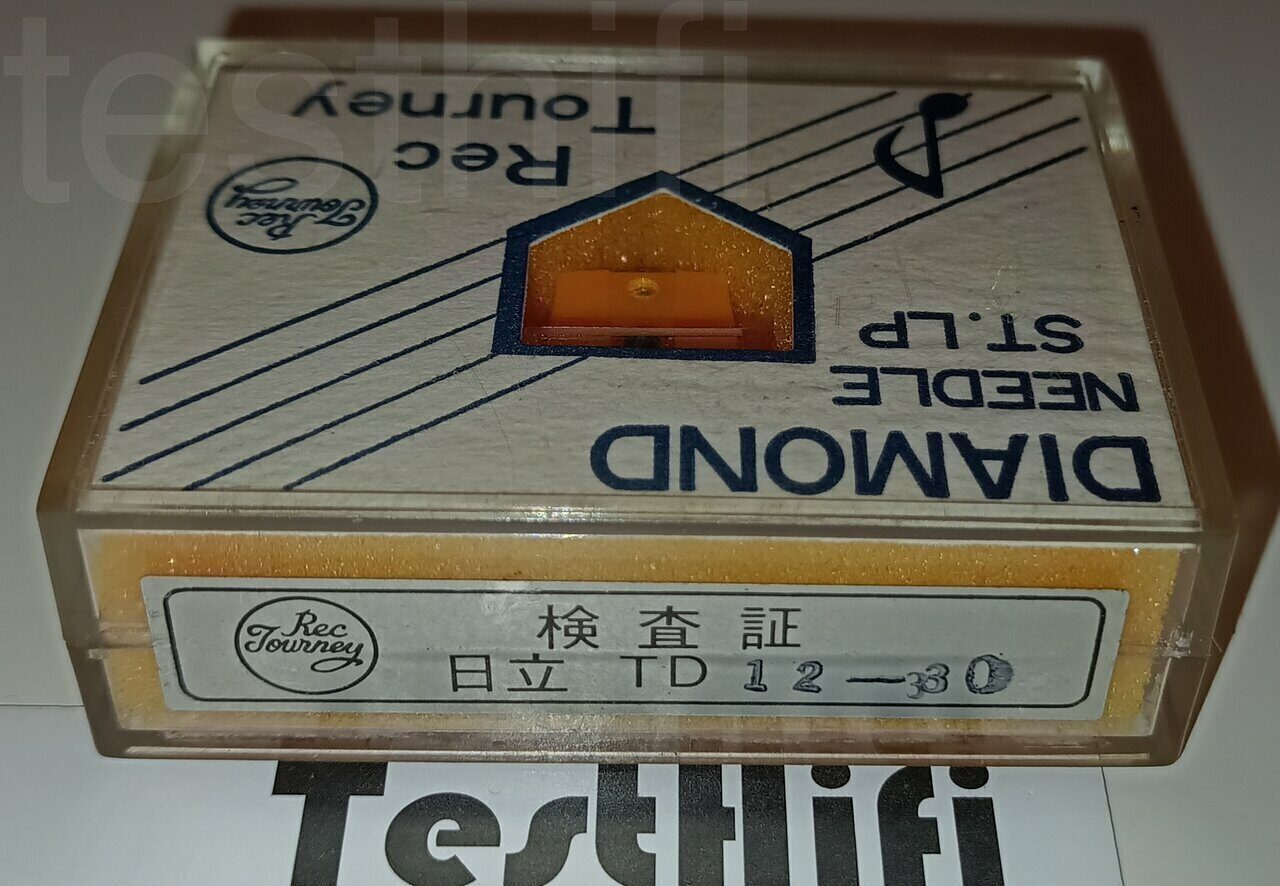 testhifi
Rec
Tourney
Rec
Tourney
DIAMOND
NEEDLE
ST.LP
Rec
Tourney
検査証
日立 TD 12-330
Testhifi